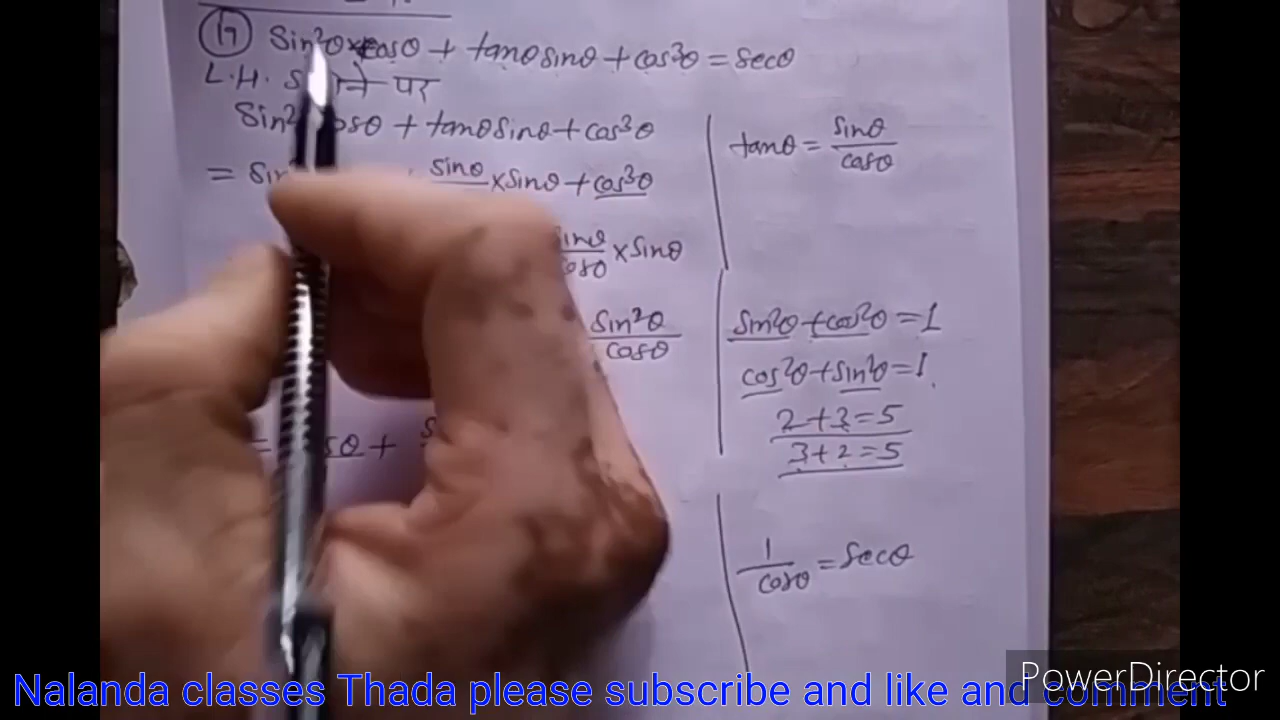 17 Sin²θ×cosθ + tanθ sinθ + cos³θ = secθ
L.H. पर
Sin² cosθ + tanθ sinθ + cos³θ
= sinθ × sinθ + cos³θ
sinθ/cosθ × sinθ
sin²θ/cosθ
= +
tanθ = sinθ/cosθ
sin²θ + cos²θ = 1
cos²θ + sin²θ = 1
2 + 3 = 5
3 + 2 = 5
1/cosθ = secθ
PowerDirector
Nalanda classes Thada please subscribe and like and comment